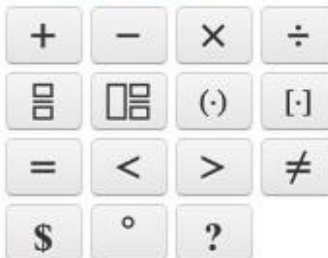 + − × ÷
(·) [·]
= < > ≠
$ ° ?